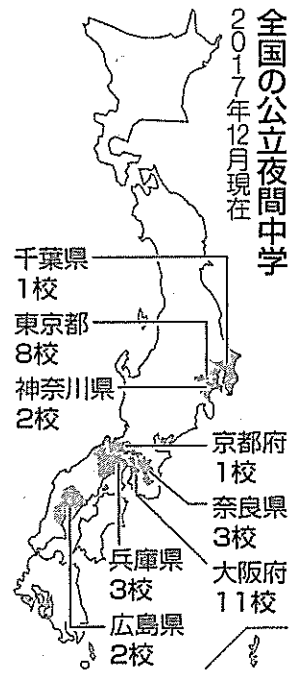 全国の公立夜間中学
2017年12月現在
千葉県
1校
東京都
8校
神奈川県
2校
京都府
1校
奈良県
3校
大阪府
11校
兵庫県
3校
広島県
2校